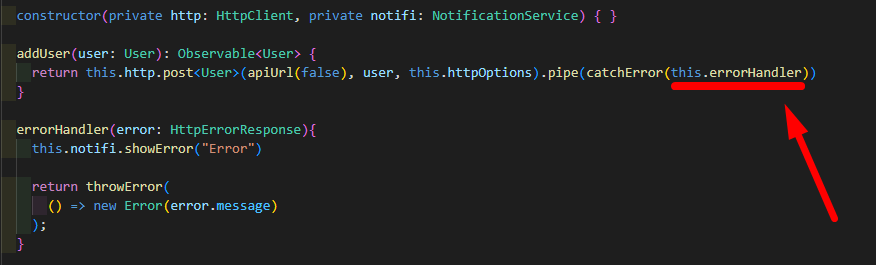 constructor(private http: HttpClient, private notifi: NotificationService) { }
addUser(user: User): Observable<User> {
return this.http.post<User>(apiUrl(false), user, this.httpOptions).pipe(catchError(this.errorHandler))
}
errorHandler(error: HttpErrorResponse){
this.notifi.showError("Error")
return throwError(
() => new Error(error.message)
);
}